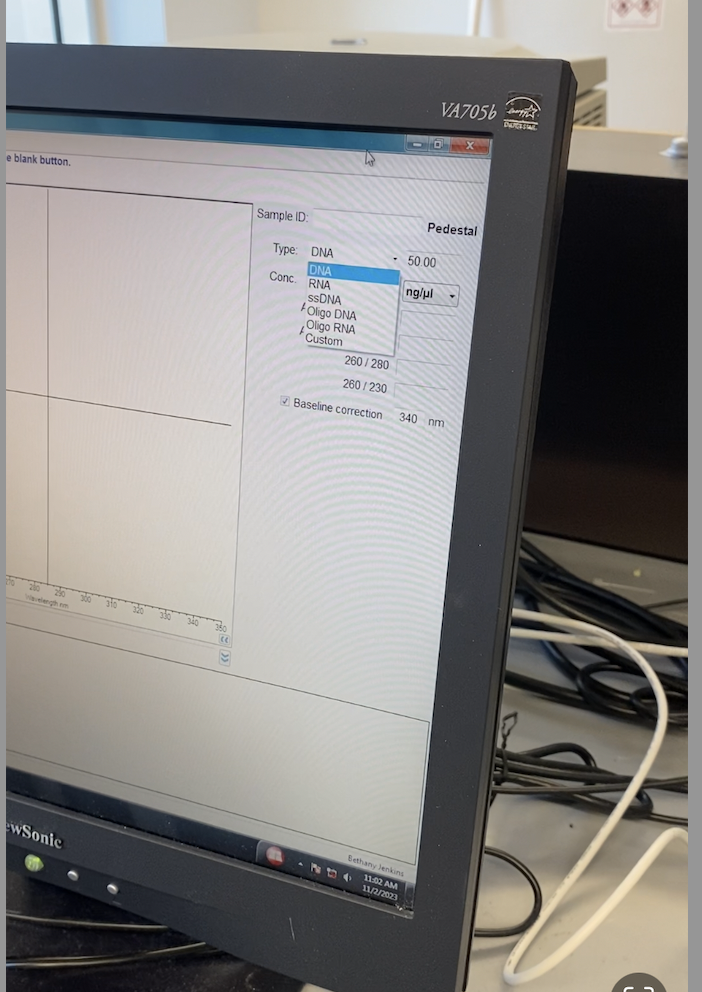 VA705b
e blank button.
Sample ID:
Pedestal
Type: DNA 50.00
DNA
Conc. ng/µl
RNA
ssDNA
Oligo DNA
Oligo RNA
Custom
260 / 280
260 / 230
Baseline correction 340 nm
280 290 300 310 320 330 340 350
Wavelength nm
Bethany Jenkins
11:02 AM
11/2/2023
ewSonic